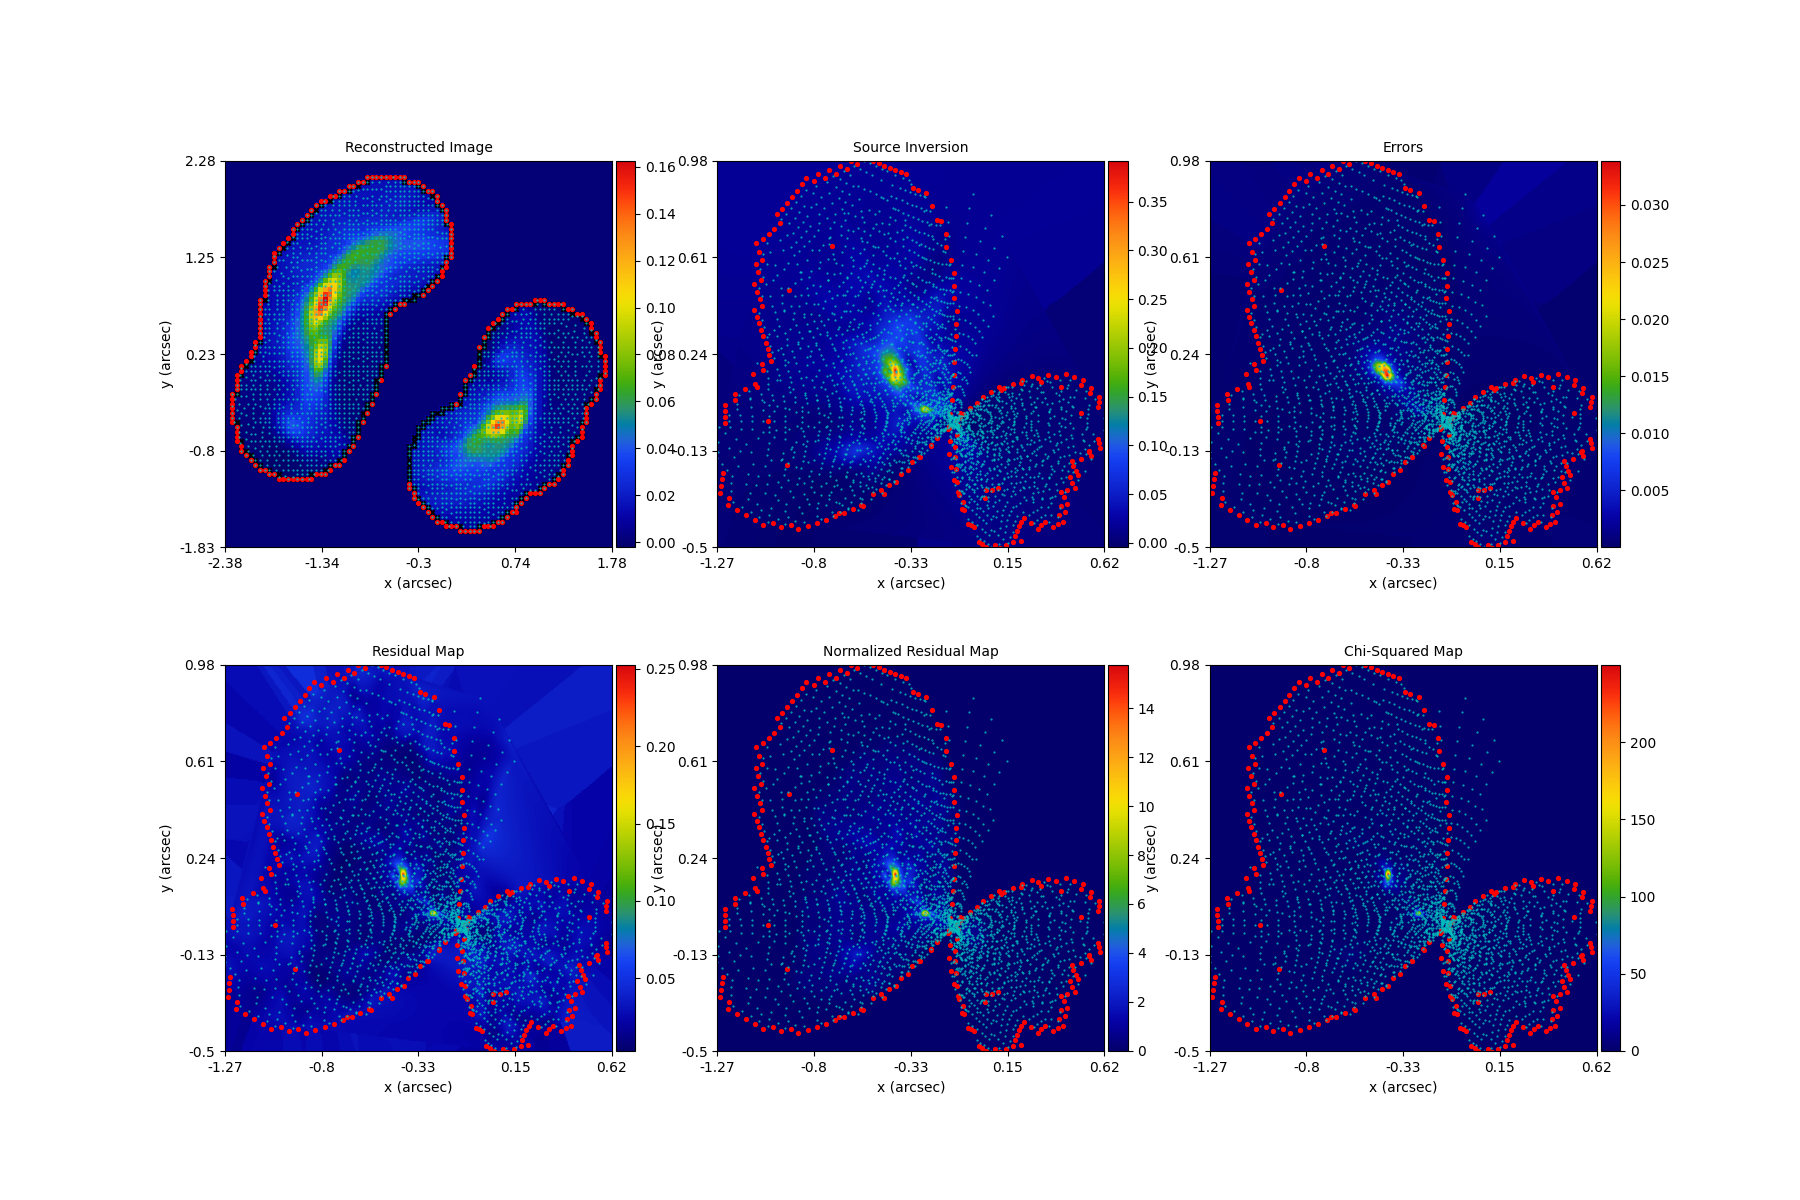 Reconstructed Image
2.28
1.25
0.23
-0.8
-1.83
y (arcsec)
-2.38 -1.34 -0.3 0.74 1.78
x (arcsec)
0.16
0.14
0.12
0.10
0.08
0.06
0.04
0.02
0.00
Source Inversion
0.98
0.61
0.24
-0.13
-0.5
y (arcsec)
-1.27 -0.8 -0.33 0.15 0.62
x (arcsec)
0.35
0.30
0.25
0.20
0.15
0.10
0.05
0.00
Errors
0.98
0.61
0.24
-0.13
-0.5
y (arcsec)
-1.27 -0.8 -0.33 0.15 0.62
x (arcsec)
0.030
0.025
0.020
0.015
0.010
0.005
Residual Map
0.98
0.61
0.24
-0.13
-0.5
y (arcsec)
-1.27 -0.8 -0.33 0.15 0.62
x (arcsec)
0.25
0.20
0.15
0.10
0.05
Normalized Residual Map
0.98
0.61
0.24
-0.13
-0.5
y (arcsec)
-1.27 -0.8 -0.33 0.15 0.62
x (arcsec)
14
12
10
8
6
4
2
0
Chi-Squared Map
0.98
0.61
0.24
-0.13
-0.5
y (arcsec)
-1.27 -0.8 -0.33 0.15 0.62
x (arcsec)
200
150
100
50
0